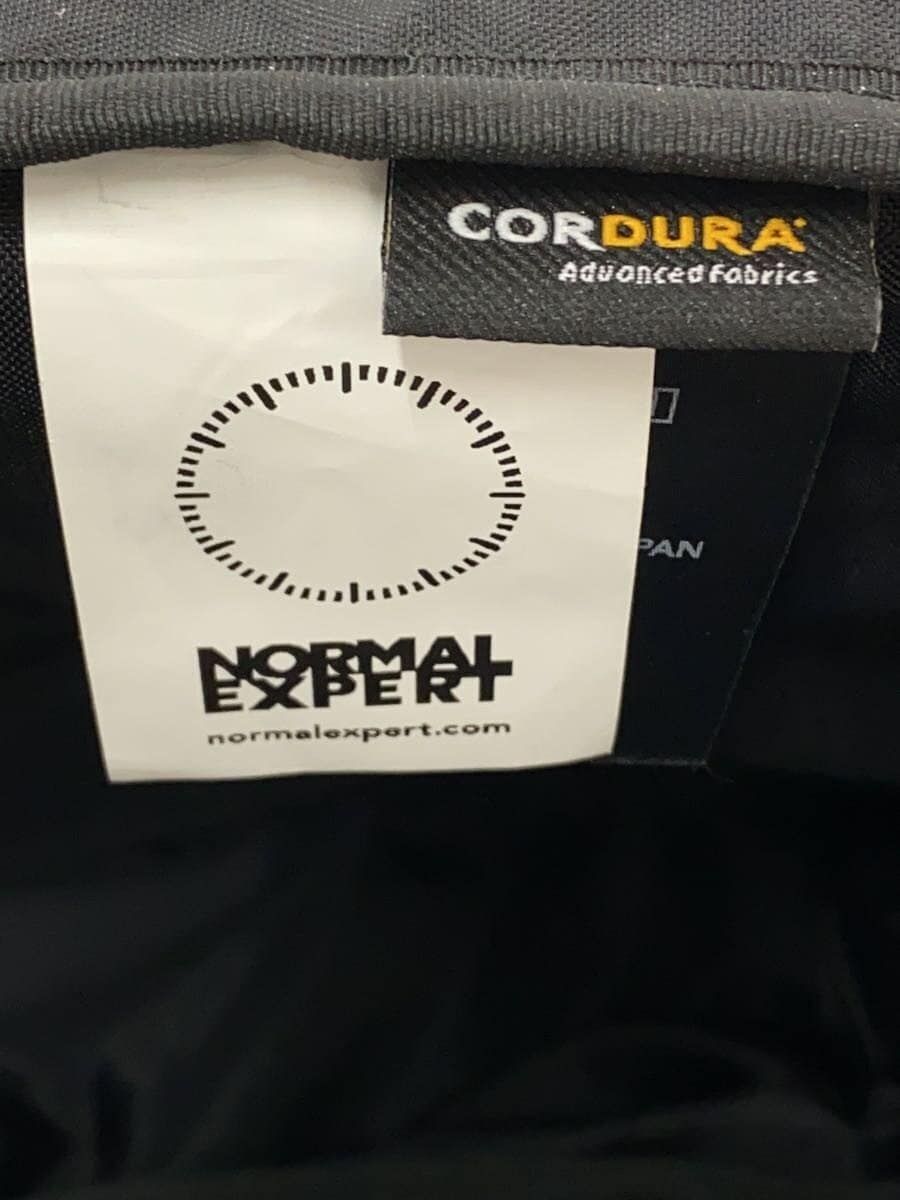 CORDURA
Advanced Fabrics
PAN
NORMAL
EXPERT
normalexpert.com